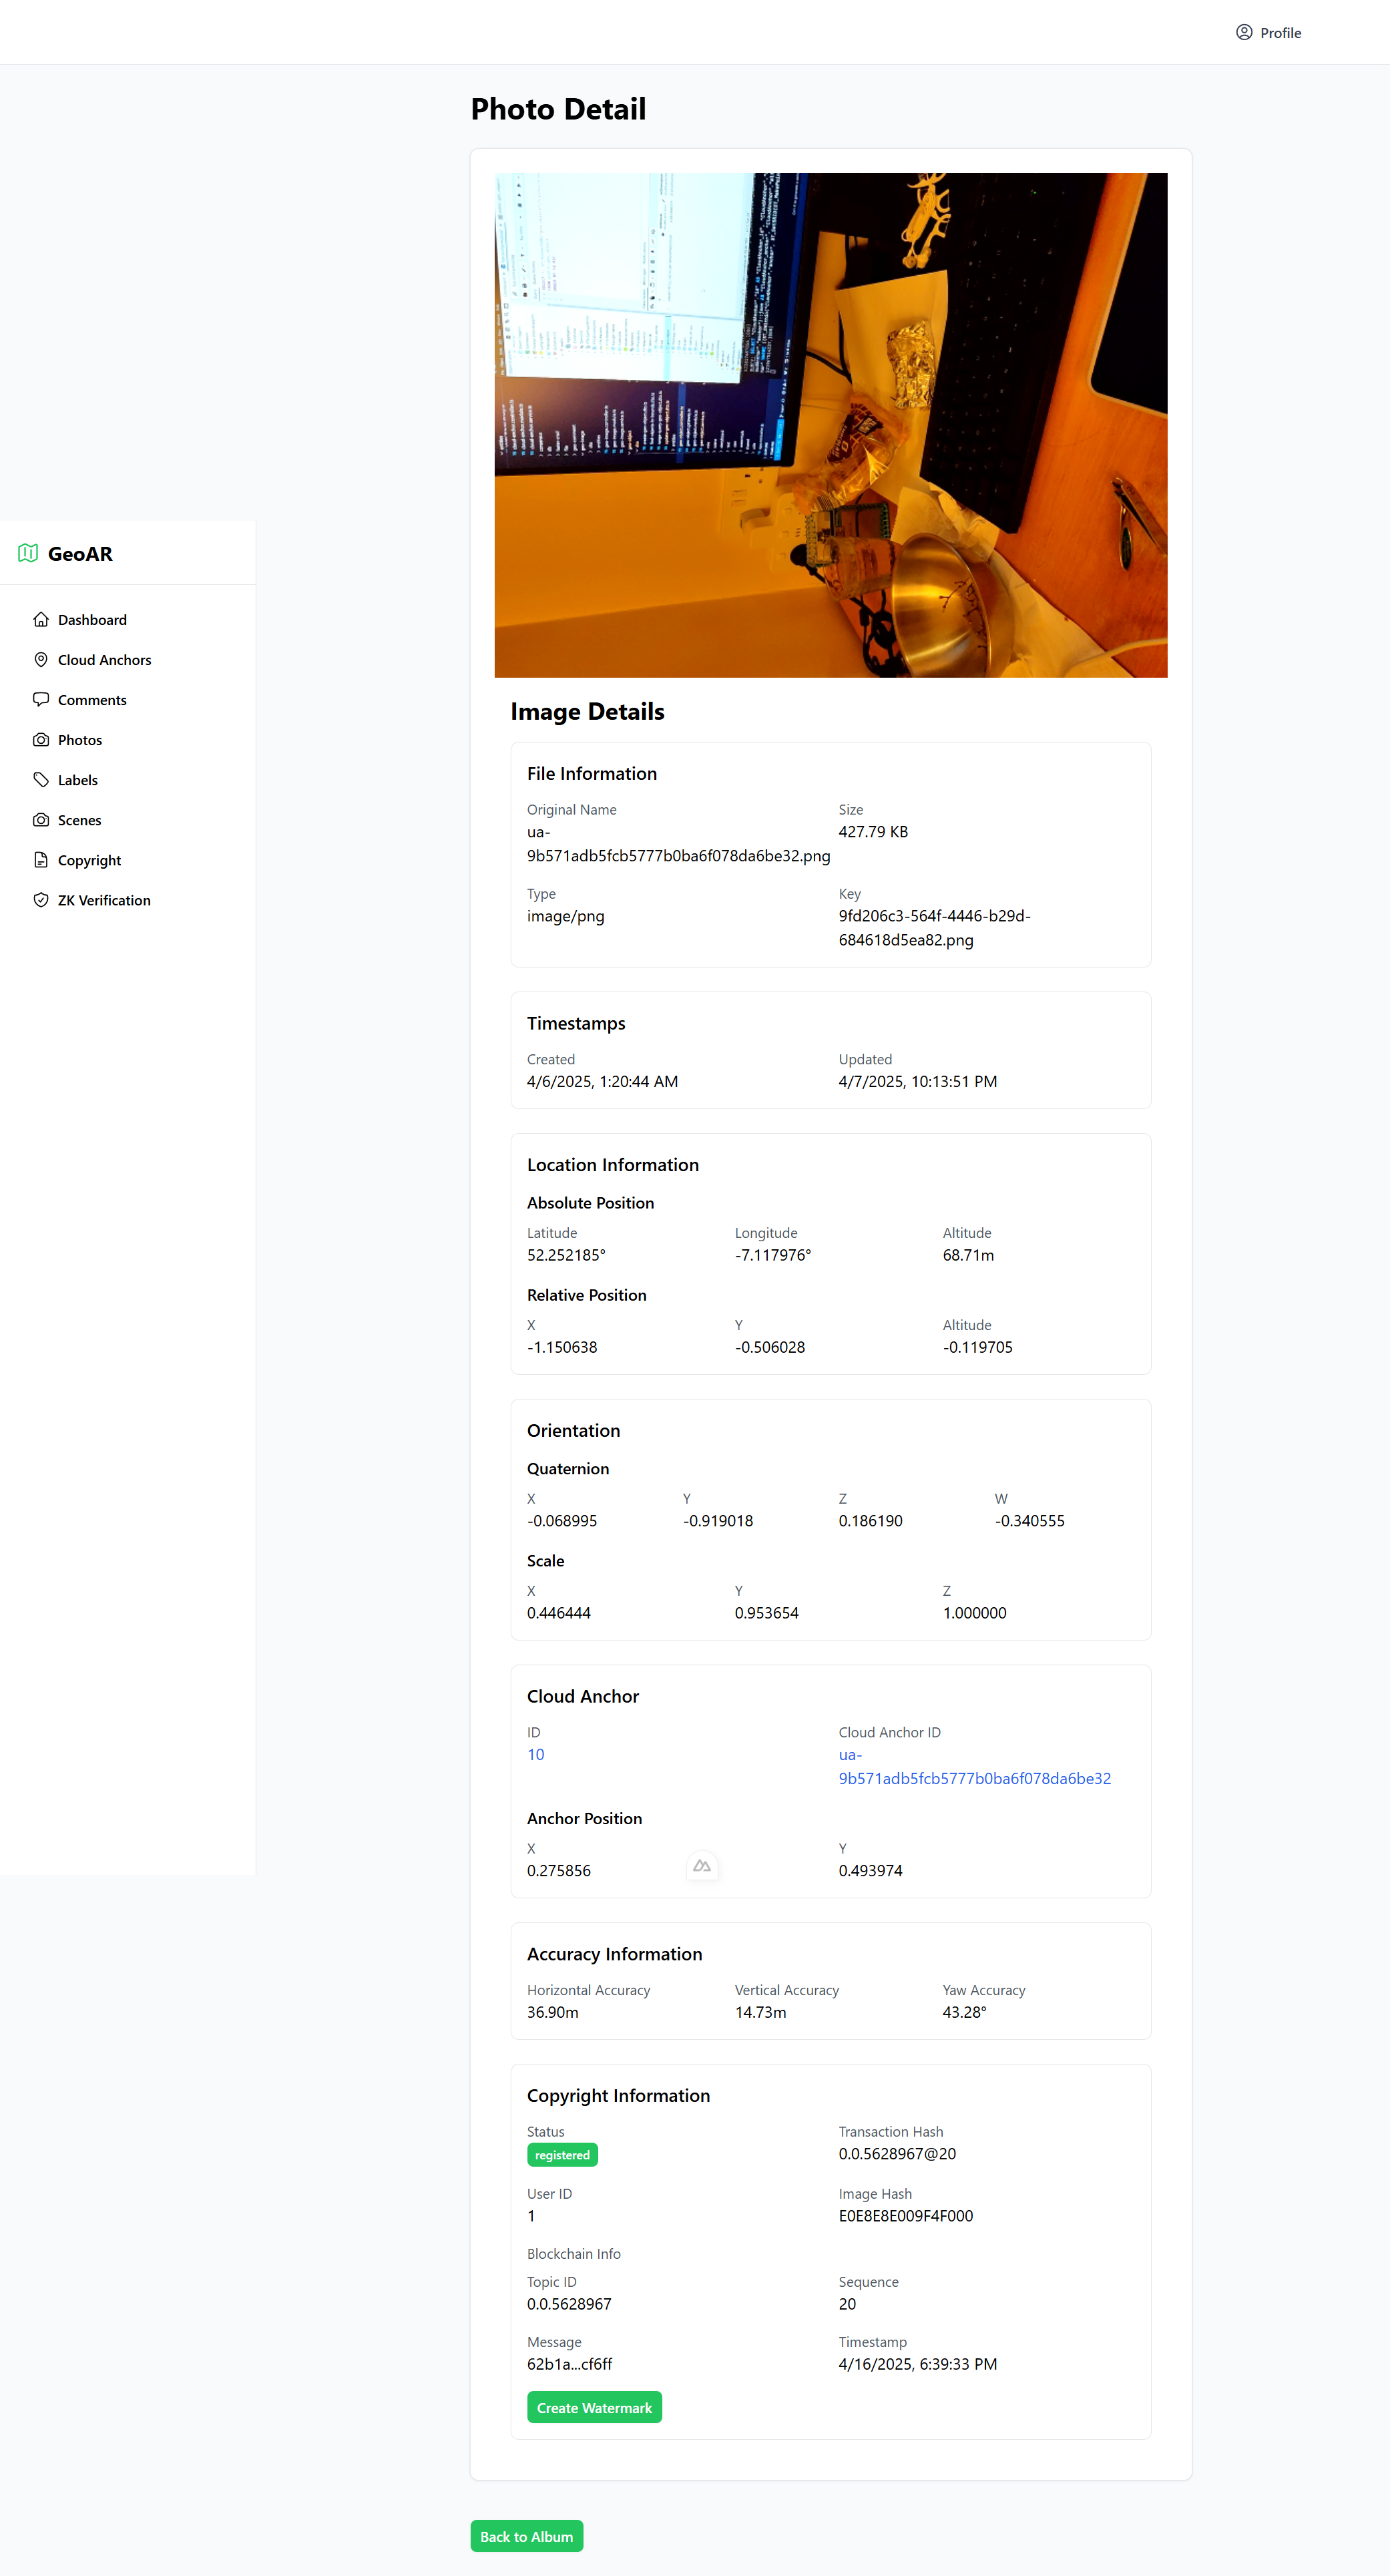 Profile
Photo Detail
GeoAR
Dashboard
Cloud Anchors
Comments
Photos
Labels
Scenes
Copyright
ZK Verification
Image Details
File Information
Original Name
Size
ua-
9b571adb5fcb5777b0ba6f078da6be32.png
427.79 KB
Type
Key
image/png
9fd206c3-564f-4446-b29d-
684618d5ea82.png
Timestamps
Created
Updated
4/6/2025, 1:20:44 AM
4/7/2025, 10:13:51 PM
Location Information
Absolute Position
Latitude
Longitude
Altitude
52.252185°
-7.117976°
68.71m
Relative Position
X
Y
Altitude
-1.150638
-0.506028
-0.119705
Orientation
Quaternion
X
Y
Z
W
-0.068995
-0.919018
0.186190
-0.340555
Scale
X
Y
Z
0.446444
0.953654
1.000000
Cloud Anchor
ID
Cloud Anchor ID
10
ua-
9b571adb5fcb5777b0ba6f078da6be32
Anchor Position
X
Y
0.275856
0.493974
Accuracy Information
Horizontal Accuracy
Vertical Accuracy
Yaw Accuracy
36.90m
14.73m
43.28°
Copyright Information
Status
Transaction Hash
registered
0.0.5628967@20
User ID
Image Hash
1
E0E8E8E009F4F000
Blockchain Info
Topic ID
Sequence
0.0.5628967
20
Message
Timestamp
62b1a...cf6ff
4/16/2025, 6:39:33 PM
Create Watermark
Back to Album